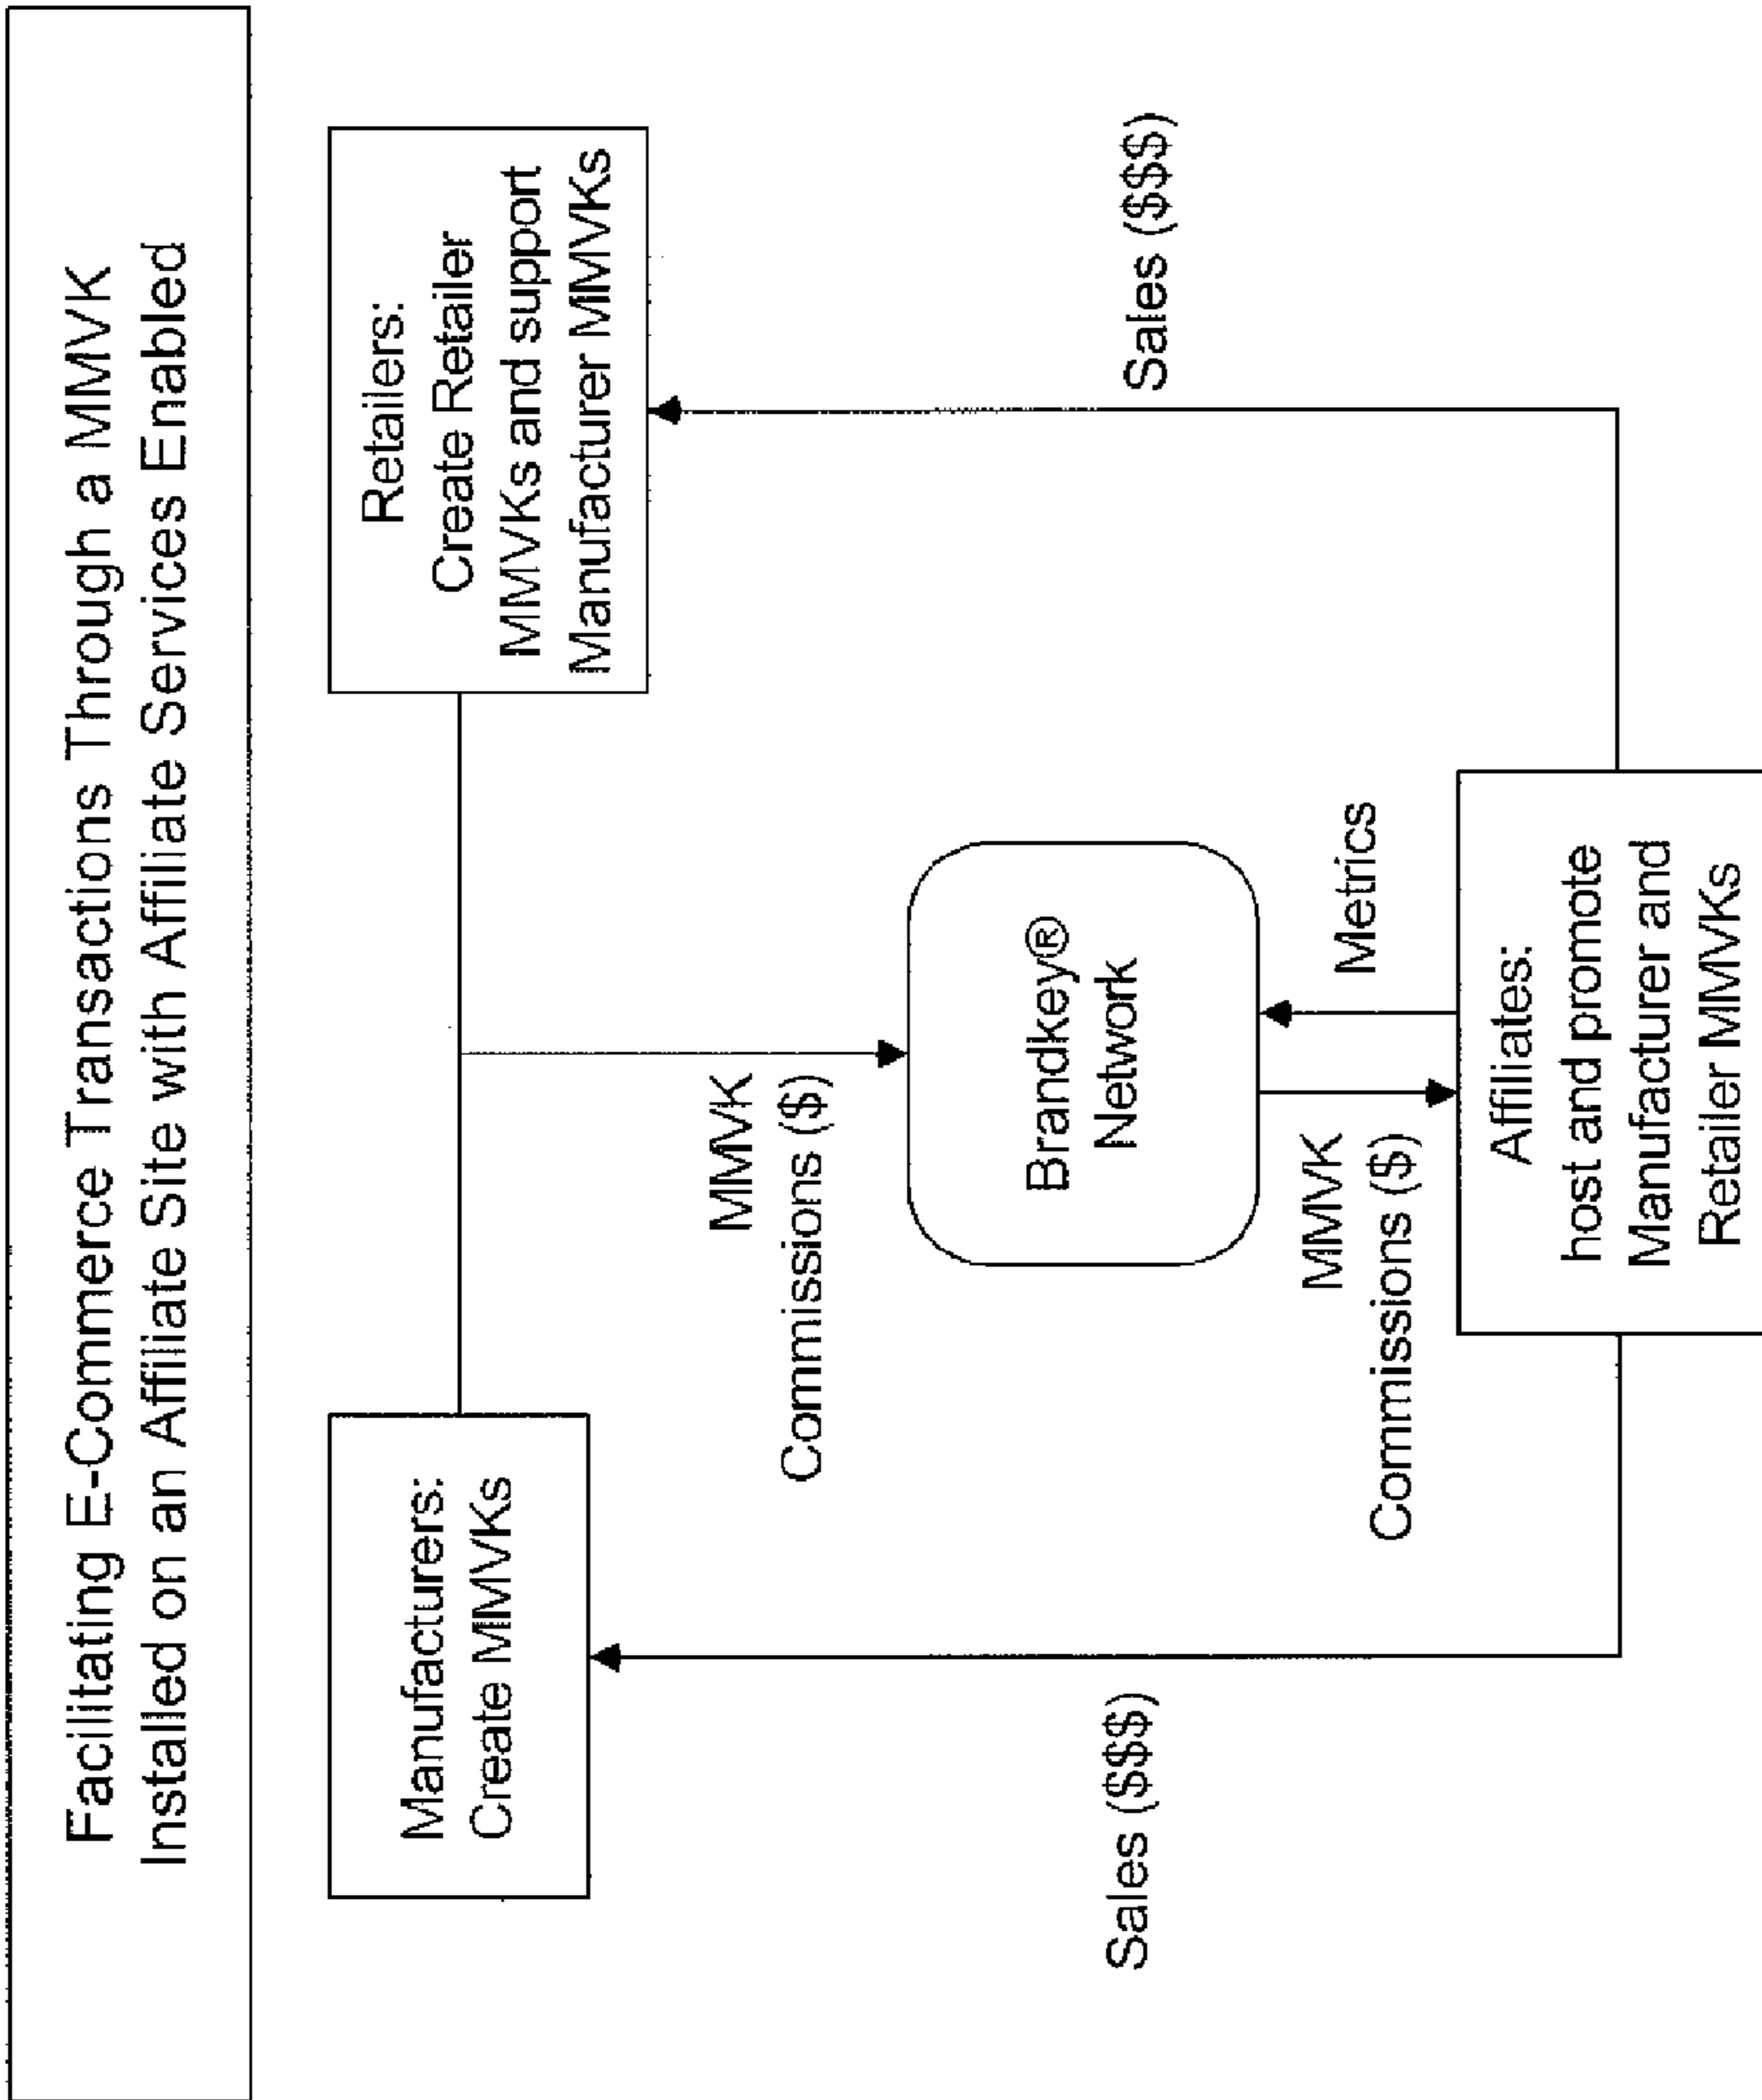 Facilitating E-Commerce Transactions Through a MMVK
Installed on an Affiliate Site with Affiliate Services Enabled
Manufacturers:
Create MMVKs
Retailers:
Create Retailer
MMVKs and support
Manufacturer MMVKs
MMVK
Commissions ($)
Brandkey®
Network
Sales ($$$)
Sales ($$$)
MMVK
Commissions ($)
Metrics
Affiliates:
host and promote
Manufacturer and
Retailer MMVKs